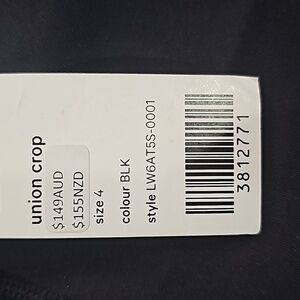 union crop
$149AUD
$155NZD
size 4
colour BLK
style LW6AT5S-0001
3812771